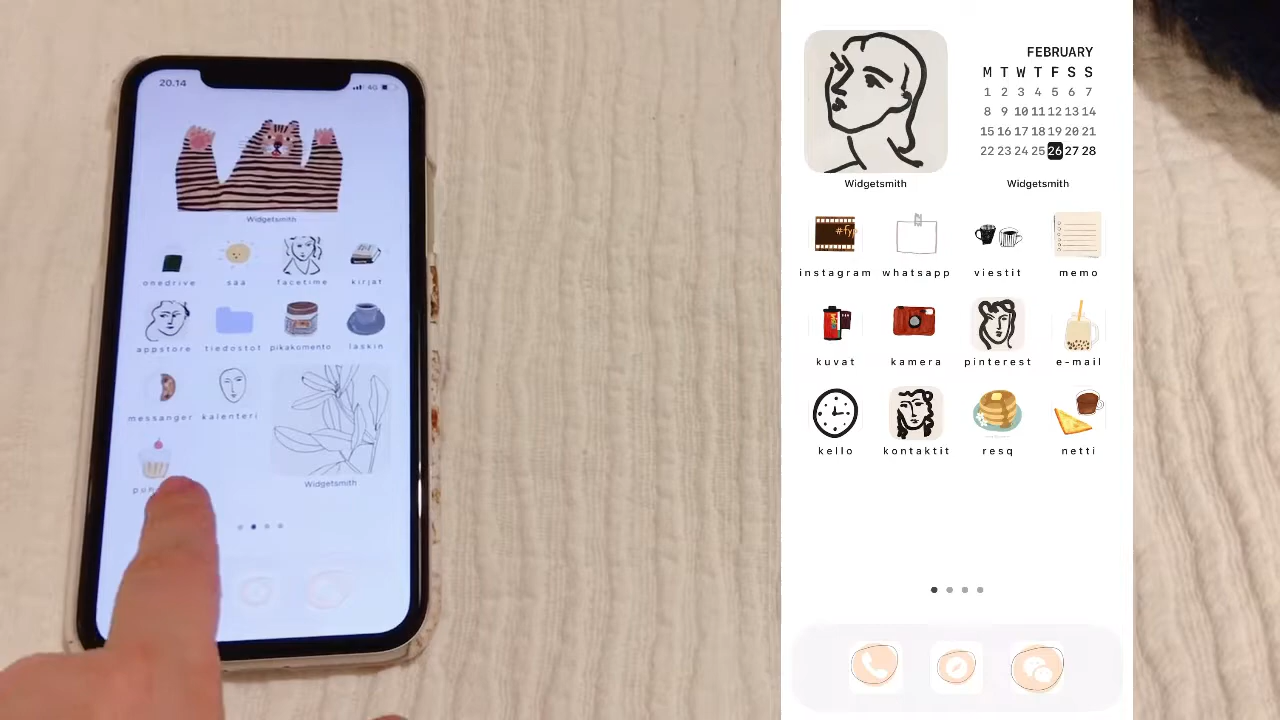 20.14
4G
Widgetsmith
onedrive sää facetime kirjat
appstore tiedostot pikakomento laskin
messanger kalenteri
Widgetsmith
FEBRUARY
M T W T F S S
1 2 3 4 5 6 7
8 9 10 11 12 13 14
15 16 17 18 19 20 21
22 23 24 25 26 27 28
Widgetsmith Widgetsmith
#fyp
instagram whatsapp viestit memo
kuvat kamera pinterest e-mail
kello kontaktit resq netti